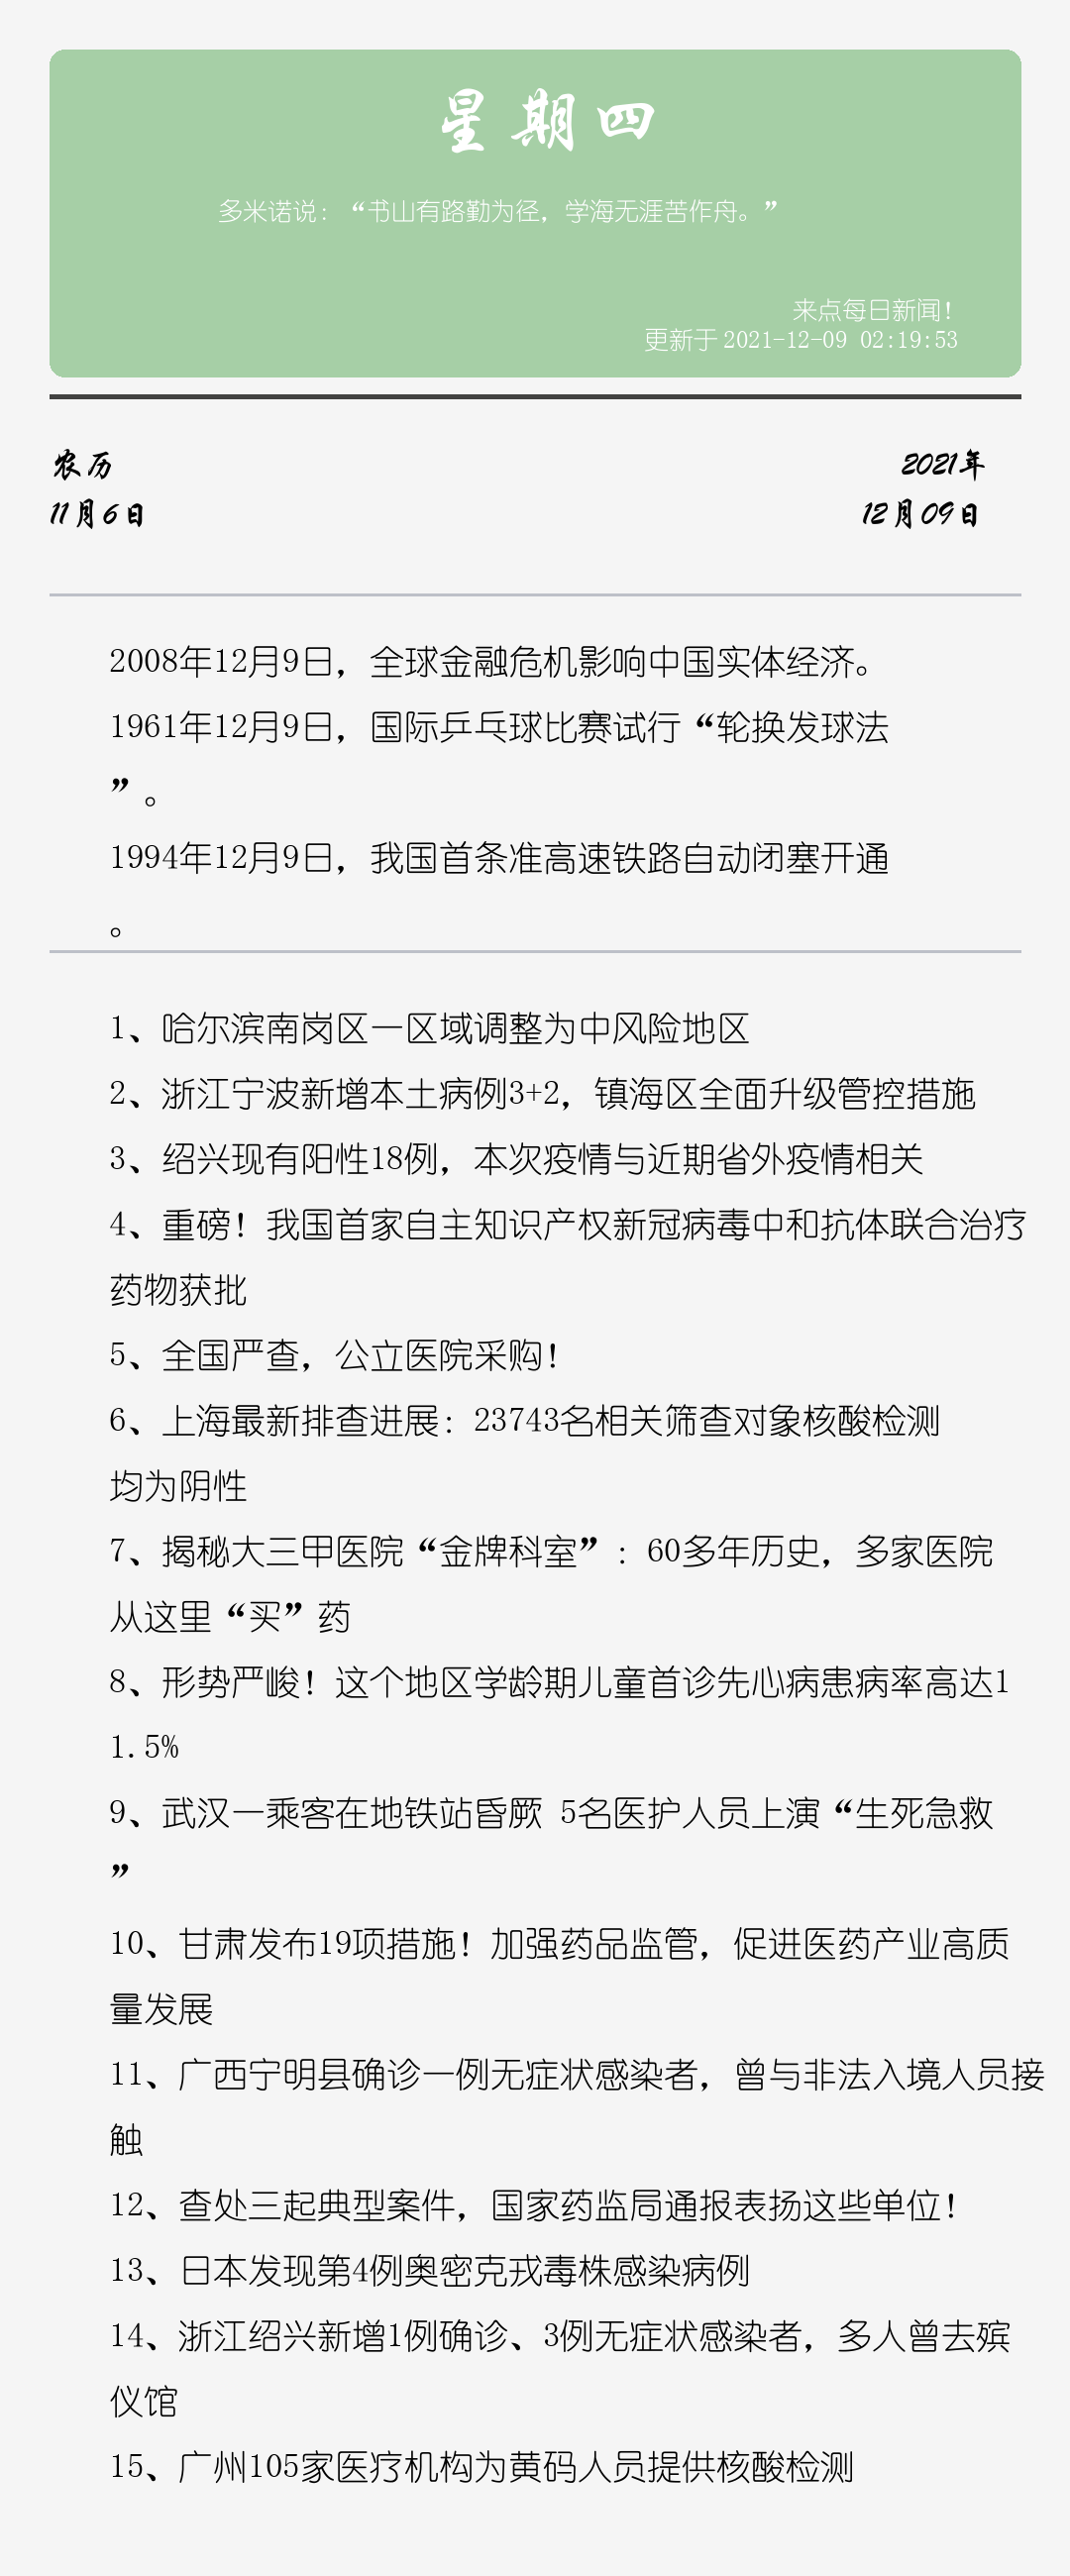 星期四
多米诺说：“书山有路勤为径，学海无涯苦作舟。”
来点每日新闻！
更新于 2021-12-09 02:19:53
农历
2021年
11月6日
12月09日
2008年12月9日，全球金融危机影响中国实体经济。
1961年12月9日，国际乒乓球比赛试行“轮换发球法
”。
1994年12月9日，我国首条准高速铁路自动闭塞开通
。
1、哈尔滨南岗区一区域调整为中风险地区
2、浙江宁波新增本土病例3+2，镇海区全面升级管控措施
3、绍兴现有阳性18例，本次疫情与近期省外疫情相关
4、重磅！我国首家自主知识产权新冠病毒中和抗体联合治疗
药物获批
5、全国严查，公立医院采购！
6、上海最新排查进展：23743名相关筛查对象核酸检测
均为阴性
7、揭秘大三甲医院“金牌科室”：60多年历史，多家医院
从这里“买”药
8、形势严峻！这个地区学龄期儿童首诊先心病患病率高达1
1.5%
9、武汉一乘客在地铁站昏厥 5名医护人员上演“生死急救
”
10、甘肃发布19项措施！加强药品监管，促进医药产业高质
量发展
11、广西宁明县确诊一例无症状感染者，曾与非法入境人员接
触
12、查处三起典型案件，国家药监局通报表扬这些单位！
13、日本发现第4例奥密克戎毒株感染病例
14、浙江绍兴新增1例确诊、3例无症状感染者，多人曾去殡
仪馆
15、广州105家医疗机构为黄码人员提供核酸检测